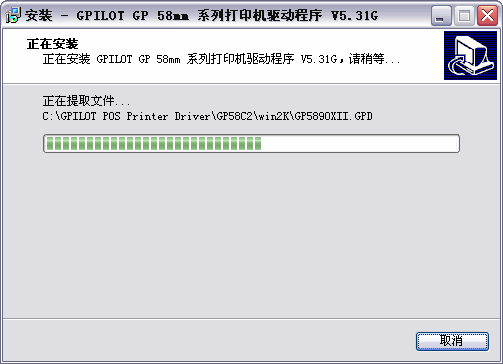 安装 - GPILOT GP 58mm 系列打印机驱动程序 V5.31G
正在安装
正在安装 GPILOT GP 58mm 系列打印机驱动程序 V5.31G，请稍等...
正在提取文件...
C:\GPILOT POS Printer Driver\GP58C2\win2K\GP5890XII.GPD
取消